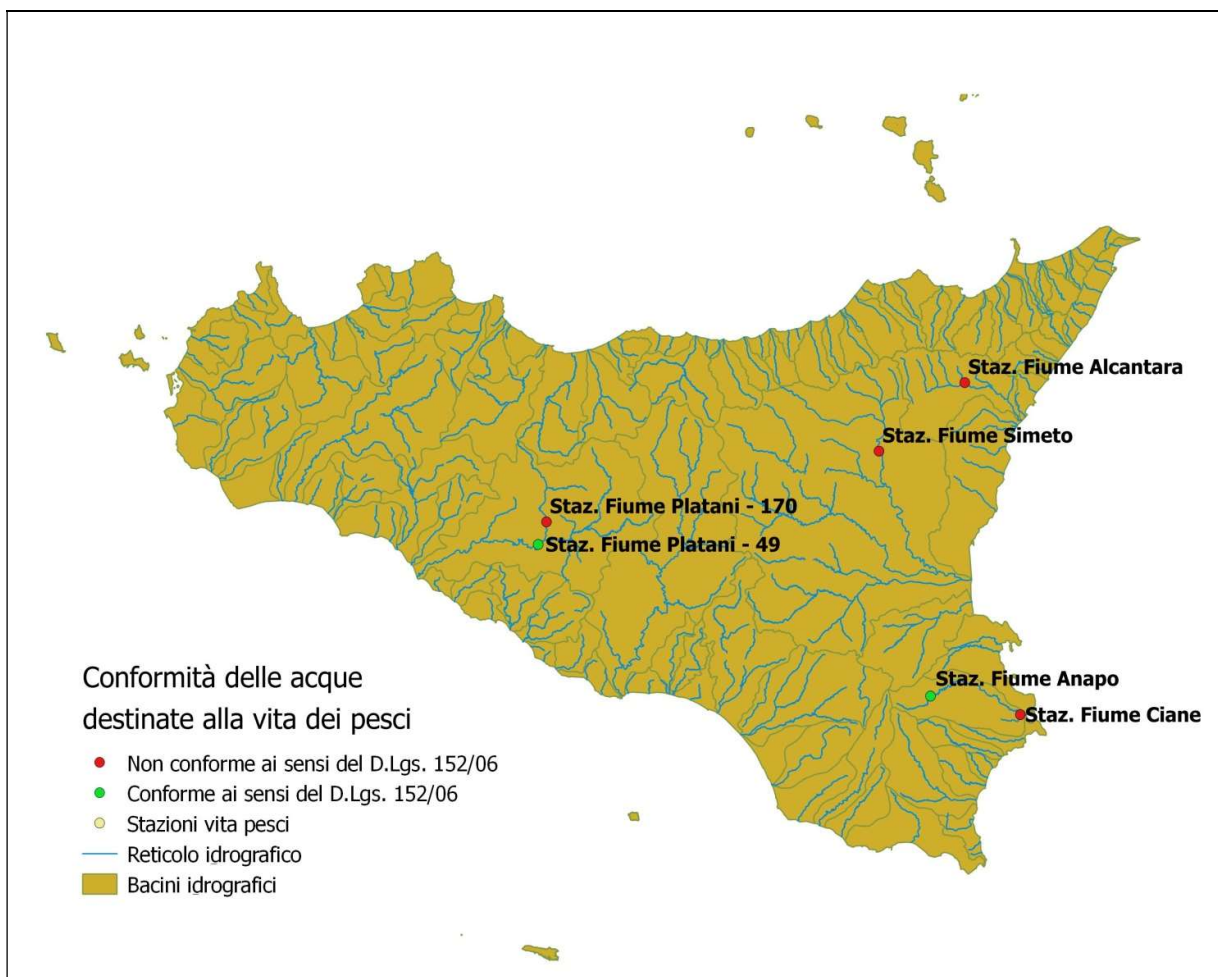 Staz. Fiume Alcantara
Staz. Fiume Simeto
Staz. Fiume Platani - 170
Staz. Fiume Platani - 49
Staz. Fiume Anapo
Staz. Fiume Ciane
Conformità delle acque
destinate alla vita dei pesci
Non conforme ai sensi del D.Lgs. 152/06
Conforme ai sensi del D.Lgs. 152/06
Stazioni vita pesci
Reticolo idrografico
Bacini idrografici